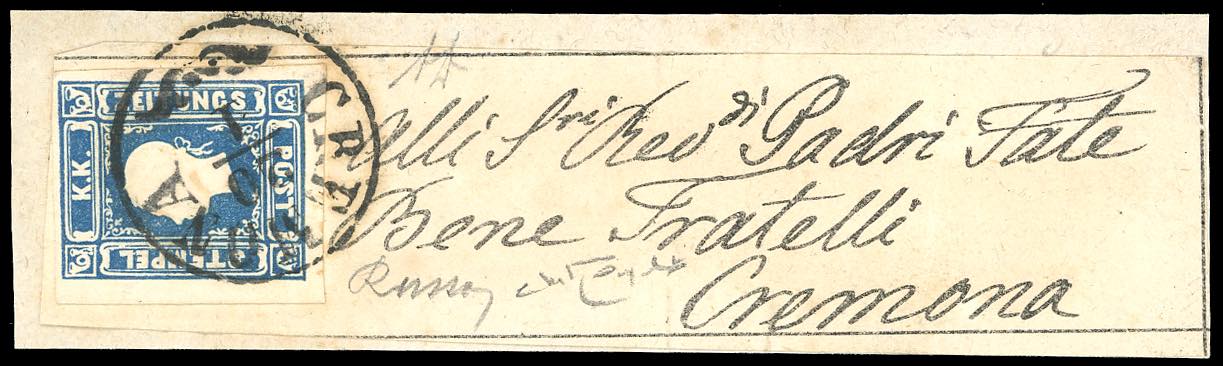 ZEITUNGS
K.K.
POST
STEMPEL
Alli Sri Revdi Padri Fate
Bene Fratelli
Cremona